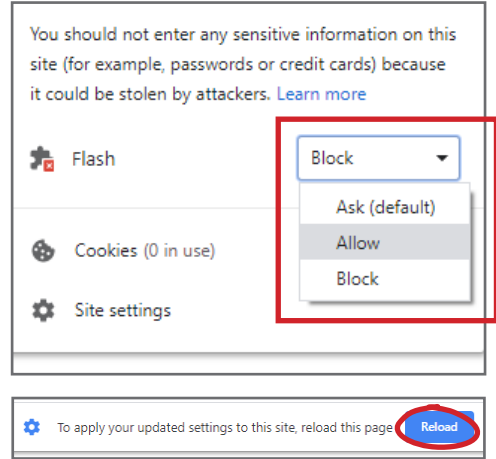 You should not enter any sensitive information on this
site (for example, passwords or credit cards) because
it could be stolen by attackers. Learn more
Flash
Block
Ask (default)
Allow
Block
Cookies (0 in use)
Site settings
To apply your updated settings to this site, reload this page
Reload